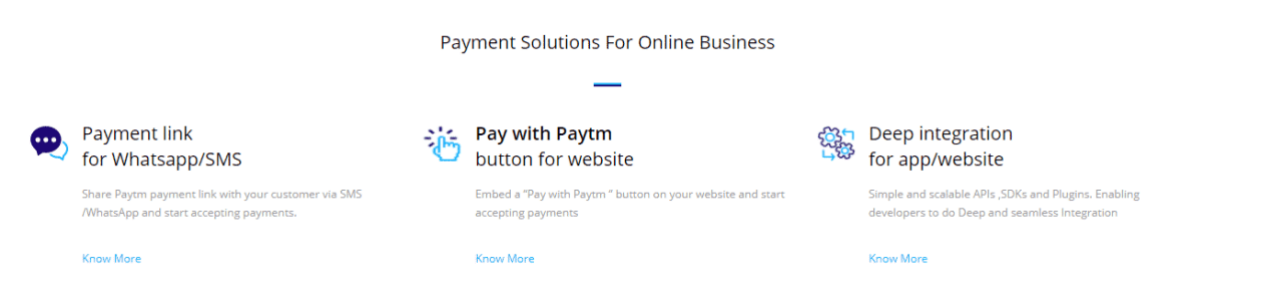 Payment Solutions For Online Business
Payment link
for Whatsapp/SMS
Share Paytm payment link with your customer via SMS
/WhatsApp and start accepting payments.
Know More
Pay with Paytm
button for website
Embed a "Pay with Paytm " button on your website and start
accepting payments
Know More
Deep integration
for app/website
Simple and scalable APIs ,SDKs and Plugins. Enabling
developers to do Deep and seamless Integration
Know More